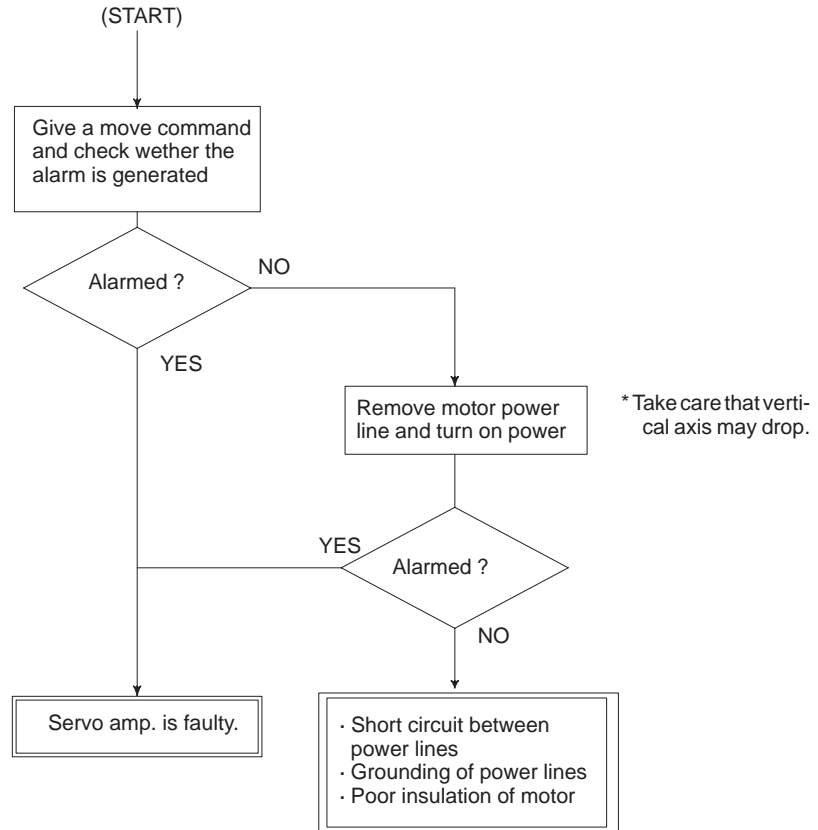 (START)
Give a move command
and check wether the
alarm is generated
Alarmed ?
NO
YES
Remove motor power
line and turn on power
* Take care that verti-
cal axis may drop.
YES
Alarmed ?
NO
Servo amp. is faulty.
· Short circuit between
power lines
· Grounding of power lines
· Poor insulation of motor